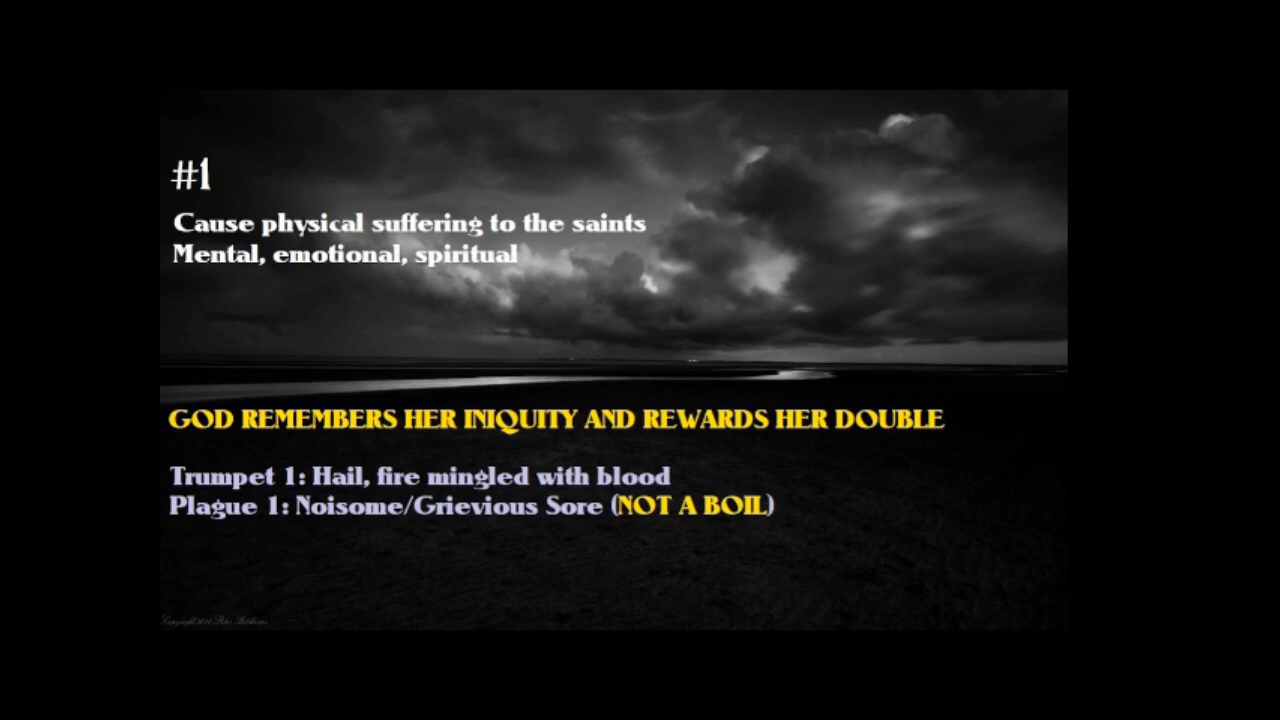 #1
Cause physical suffering to the saints
Mental, emotional, spiritual
GOD REMEMBERS HER INIQUITY AND REWARDS HER DOUBLE
Trumpet 1: Hail, fire mingled with blood
Plague 1: Noisome/Grievious Sore (NOT A BOIL)
Copyright